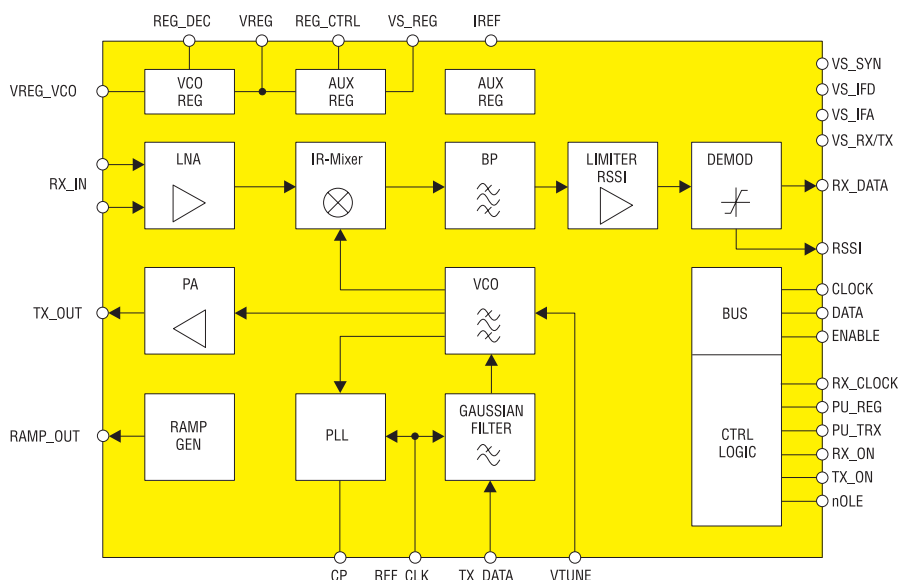 REG_DEC VREG REG_CTRL VS_REG IREF
VREG_VCO
VCO
REG
AUX
REG
AUX
REG
VS_SYN
VS_IFD
VS_IFA
VS_RX/TX
RX_IN
LNA
IR-Mixer
BP
LIMITER
RSSI
DEMOD
RX_DATA
RSSI
TX_OUT
PA
VCO
BUS
CLOCK
DATA
ENABLE
RAMP_OUT
RAMP
GEN
PLL
GAUSSIAN
FILTER
CTRL
LOGIC
RX_CLOCK
PU_REG
PU_TRX
RX_ON
TX_ON
nOLE
CP REF_CLK TX_DATA VTUNE